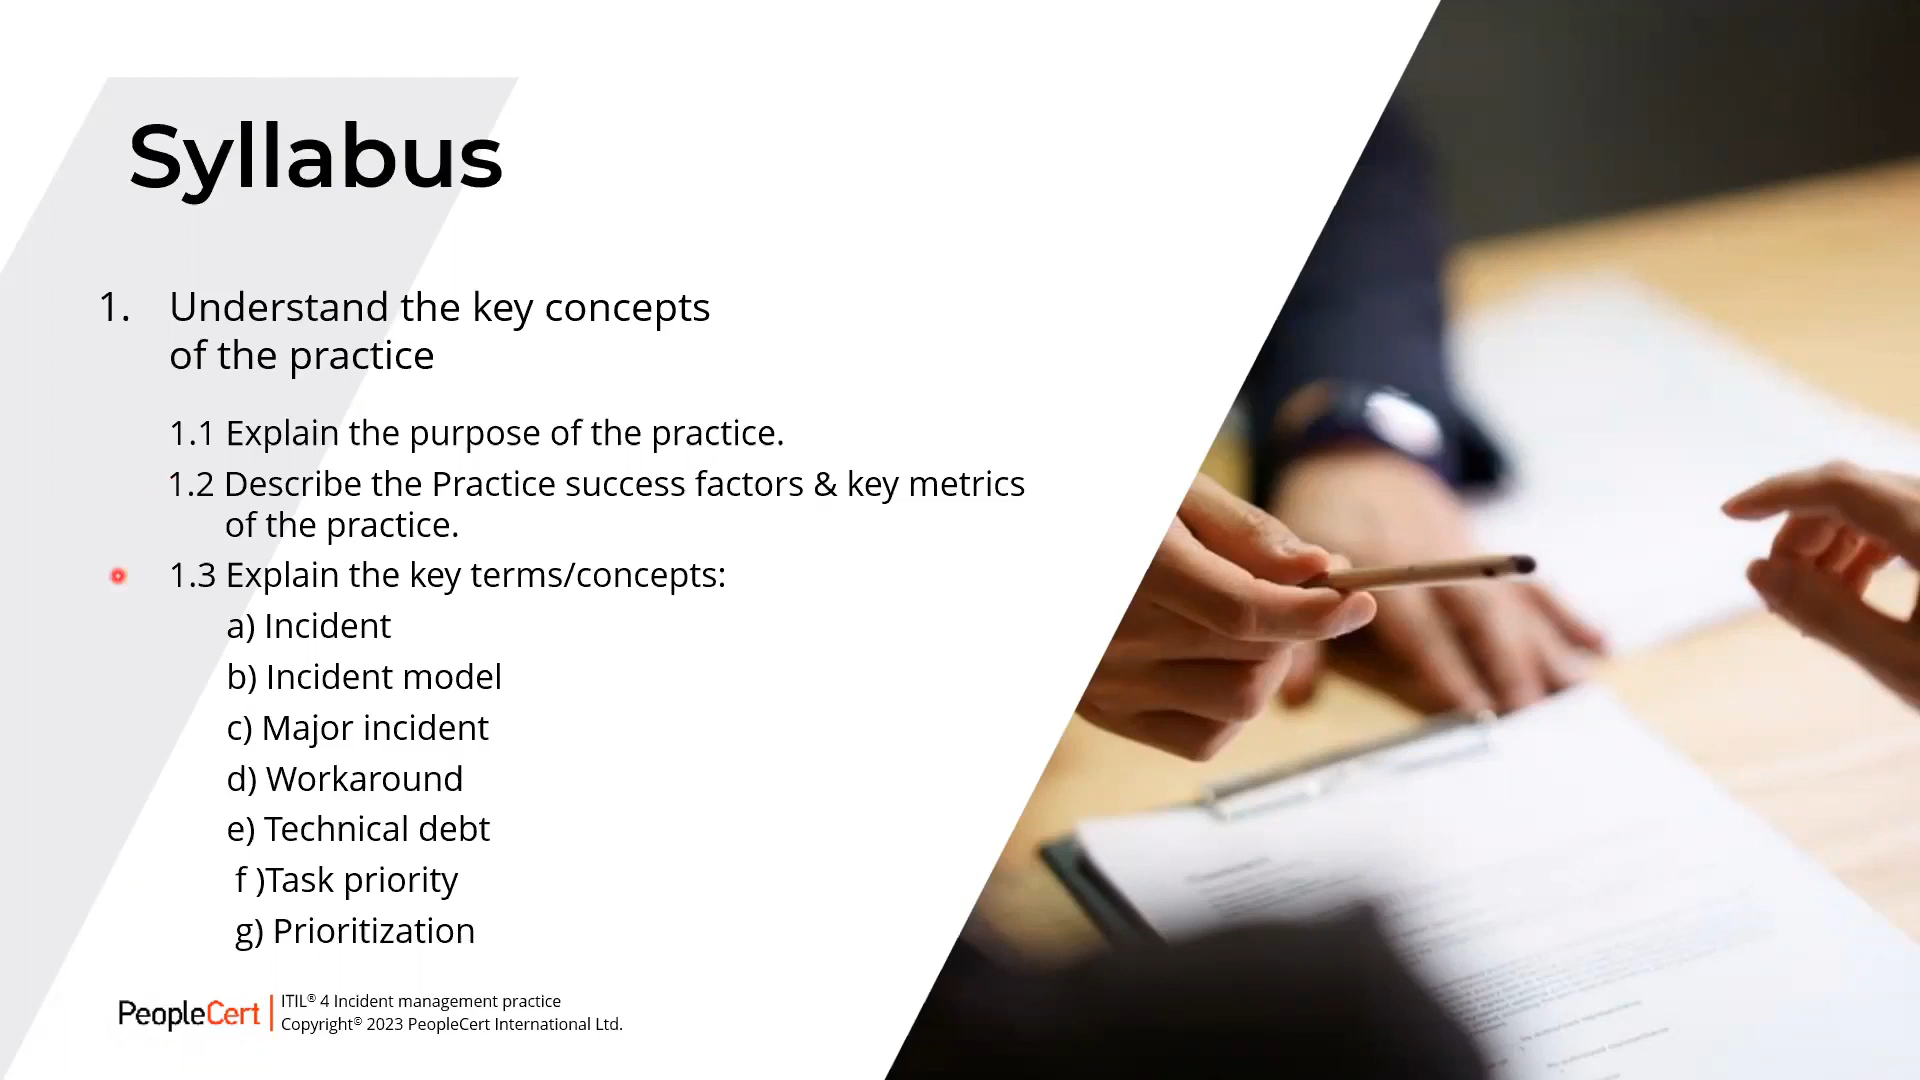 Syllabus
1. Understand the key concepts
of the practice
1.1 Explain the purpose of the practice.
1.2 Describe the Practice success factors & key metrics
of the practice.
1.3 Explain the key terms/concepts:
a) Incident
b) Incident model
c) Major incident
d) Workaround
e) Technical debt
f )Task priority
g) Prioritization
PeopleCert
ITIL® 4 Incident management practice
Copyright® 2023 PeopleCert International Ltd.